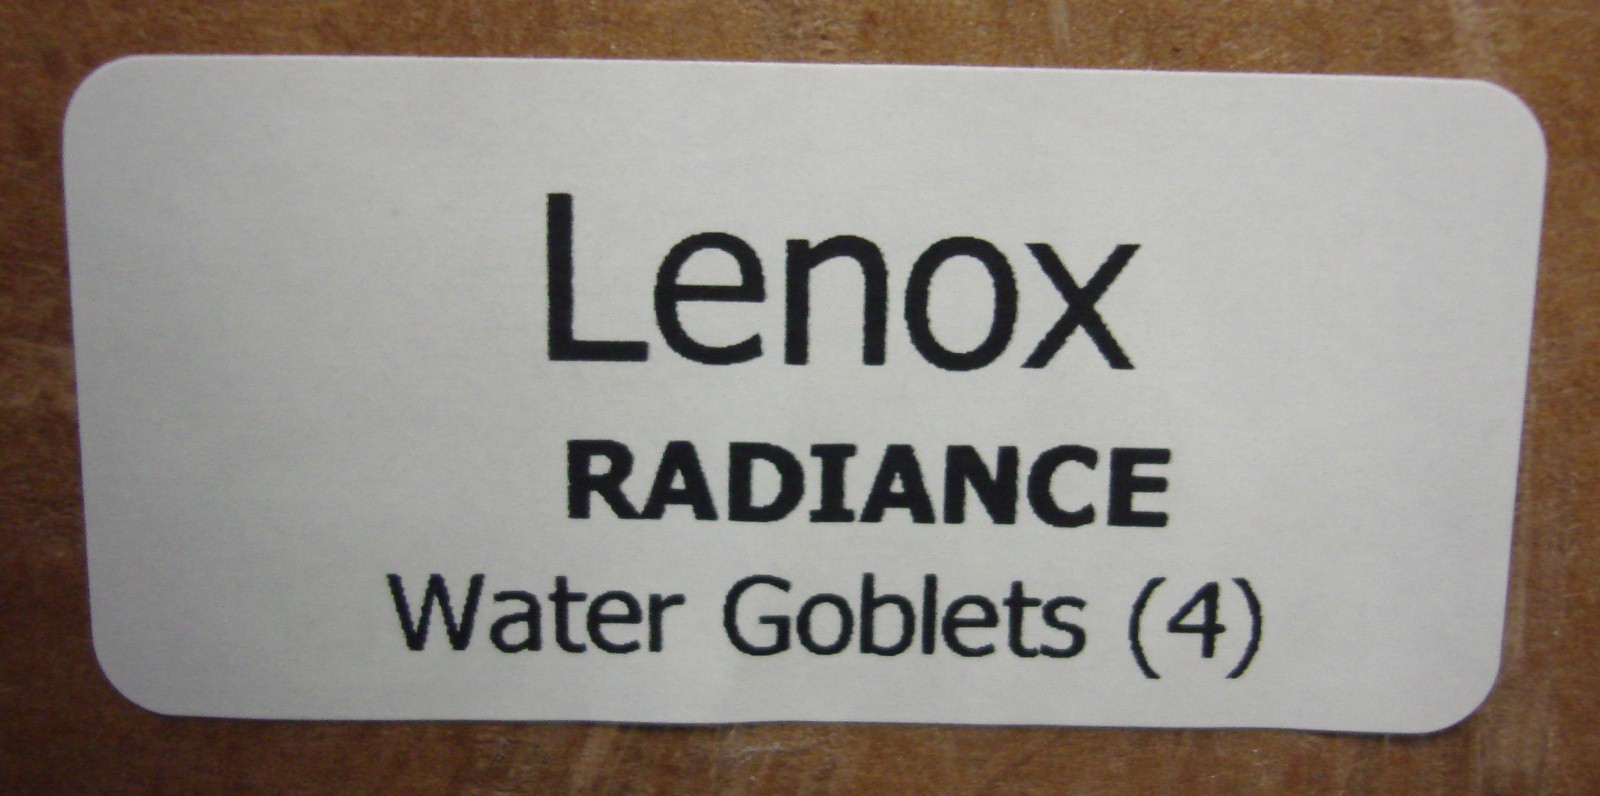 Lenox
RADIANCE
Water Goblets (4)